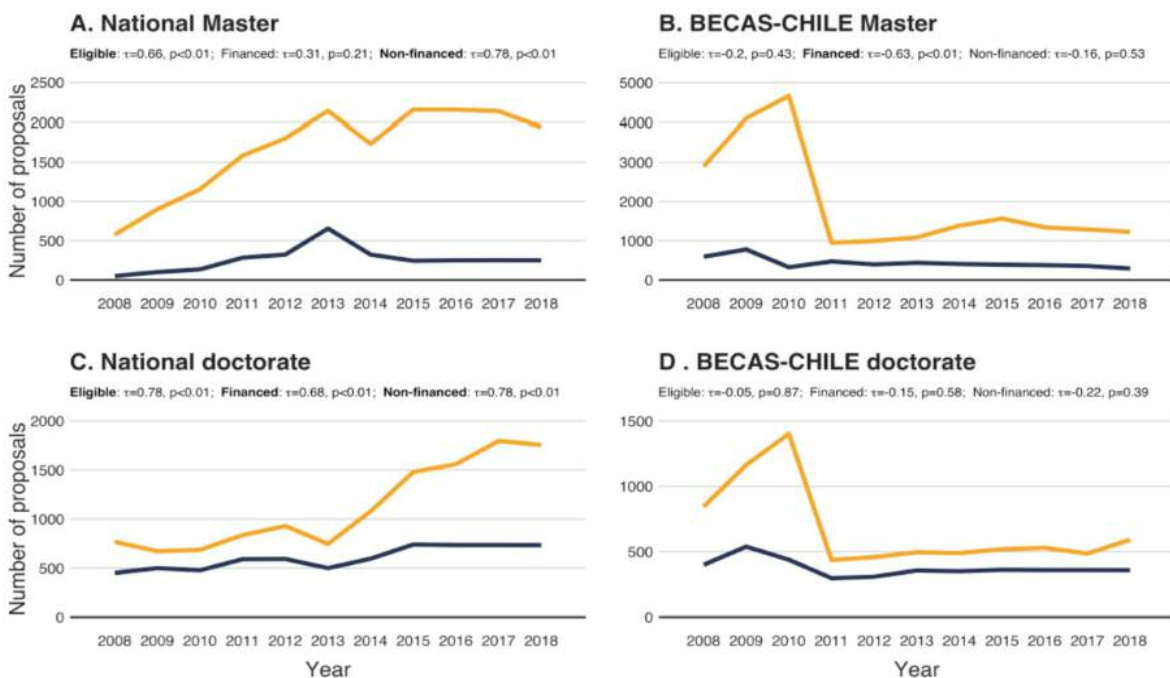 A. National Master
Eligible: τ=0.66, p<0.01; Financed: τ=0.31, p=0.21; Non-financed: τ=0.78, p<0.01
Number of proposals
2500
2000
1500
1000
500
0
2008 2009 2010 2011 2012 2013 2014 2015 2016 2017 2018
B. BECAS-CHILE Master
Eligible: τ=-0.2, p=0.43; Financed: τ=-0.63, p<0.01; Non-financed: τ=-0.16, p=0.53
5000
4000
3000
2000
1000
0
2008 2009 2010 2011 2012 2013 2014 2015 2016 2017 2018
C. National doctorate
Eligible: τ=0.78, p<0.01; Financed: τ=0.68, p<0.01; Non-financed: τ=0.78, p<0.01
Number of proposals
2000
1500
1000
500
0
2008 2009 2010 2011 2012 2013 2014 2015 2016 2017 2018
Year
D . BECAS-CHILE doctorate
Eligible: τ=-0.05, p=0.87; Financed: τ=-0.15, p=0.58; Non-financed: τ=-0.22, p=0.39
1500
1000
500
0
2008 2009 2010 2011 2012 2013 2014 2015 2016 2017 2018
Year